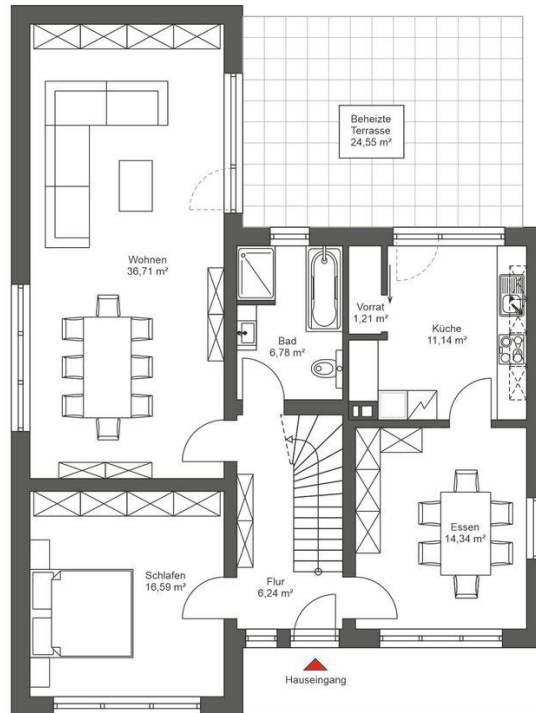 Beheizte
Terrasse
24,55 m²
Wohnen
36,71 m²
Vorrat
1,21 m²
Küche
11,14 m²
Bad
6,78 m²
Essen
14,34 m²
Schlafen
16,59 m²
Flur
6,24 m²
Hauseingang